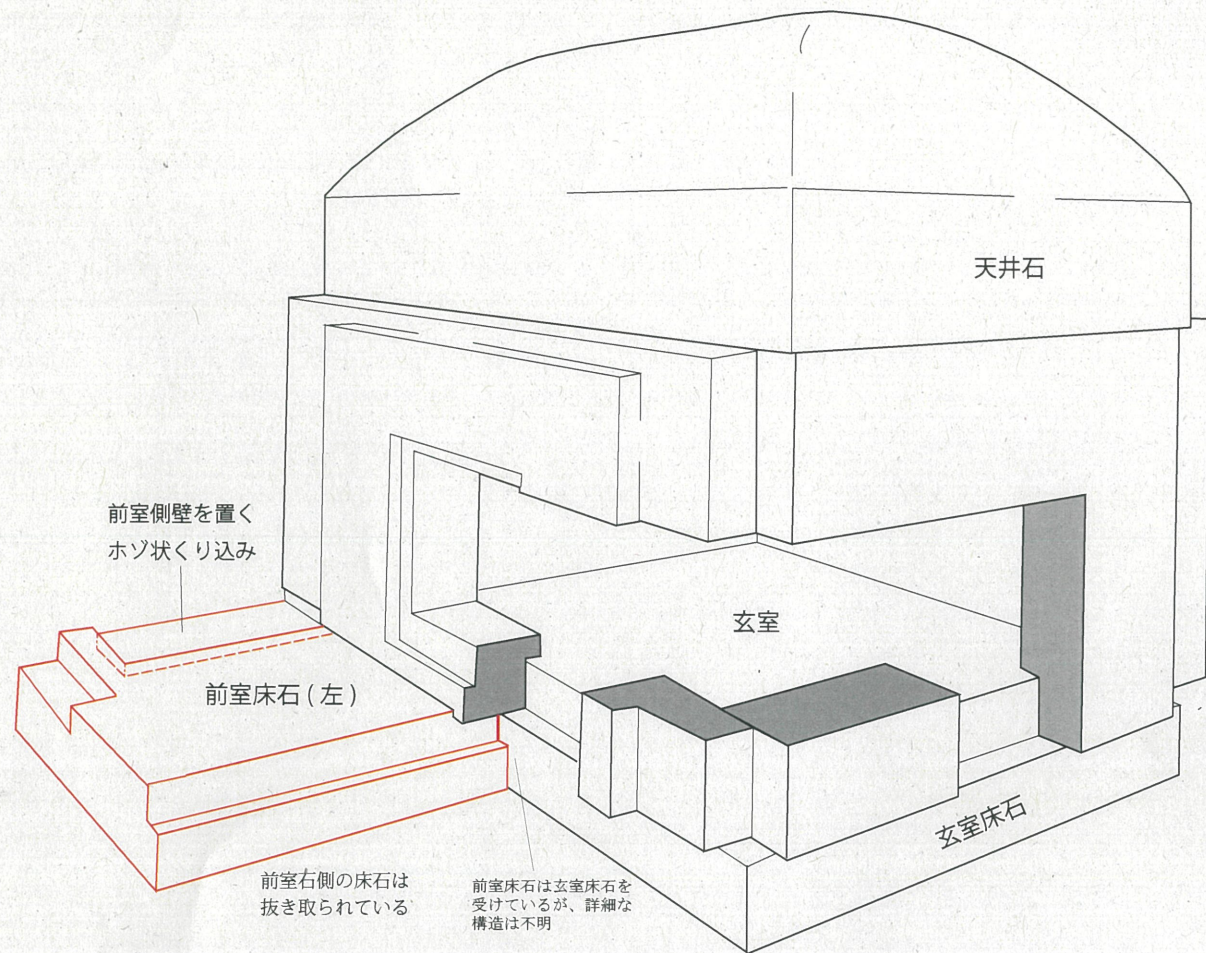 天井石
前室側壁を置く
ホゾ状くり込み
玄室
前室床石(左)
玄室床石
前室右側の床石は
抜き取られている
前室床石は玄室床石を
受けているが、詳細な
構造は不明